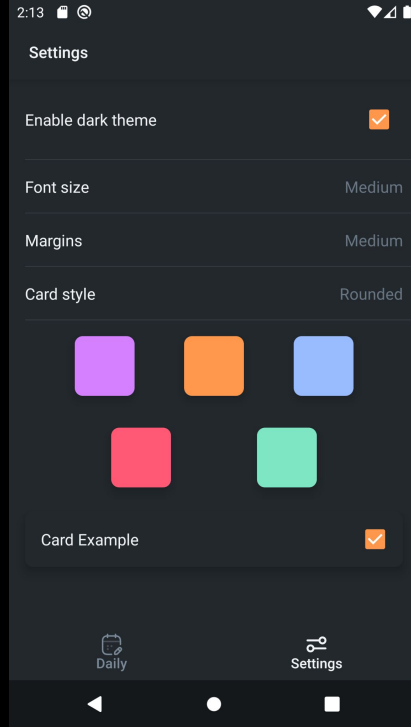 2:13
Settings
Enable dark theme
Font size Medium
Margins Medium
Card style Rounded
Card Example
Daily Settings